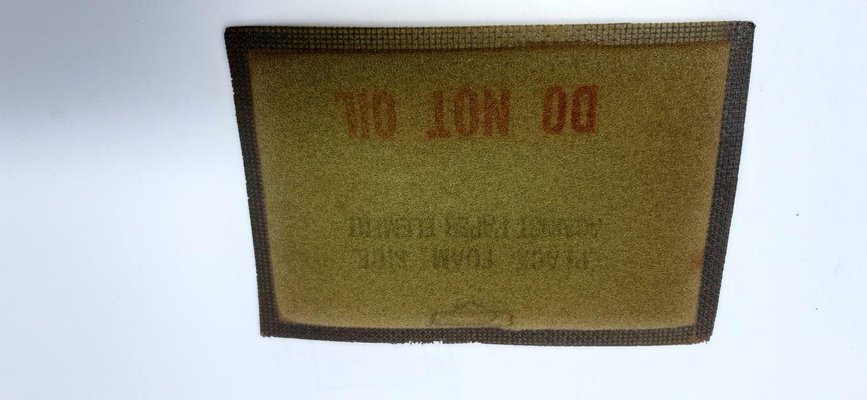 PLACE FOAM SIDE
AGAINST PAPER ELEMENT
DO NOT OIL